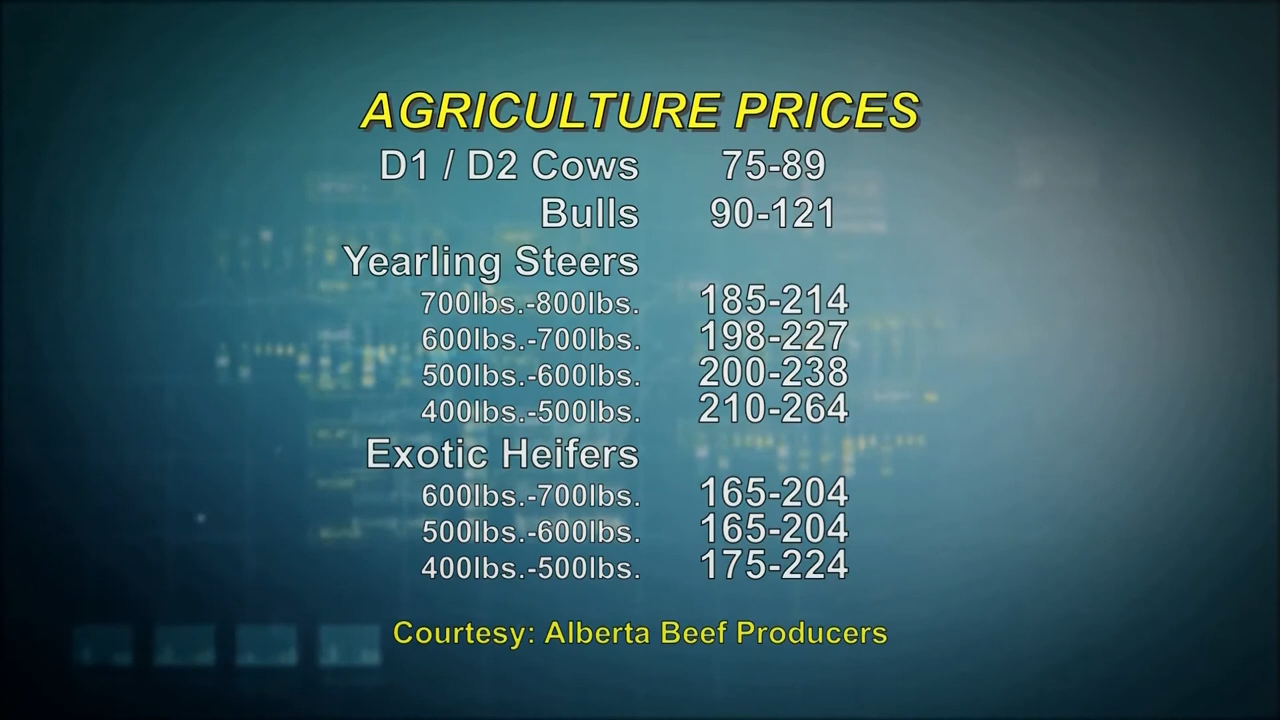 AGRICULTURE PRICES
D1 / D2 Cows 75-89
Bulls 90-121
Yearling Steers
700lbs.-800lbs. 185-214
600lbs.-700lbs. 198-227
500lbs.-600lbs. 200-238
400lbs.-500lbs. 210-264
Exotic Heifers
600lbs.-700lbs. 165-204
500lbs.-600lbs. 165-204
400lbs.-500lbs. 175-224
Courtesy: Alberta Beef Producers